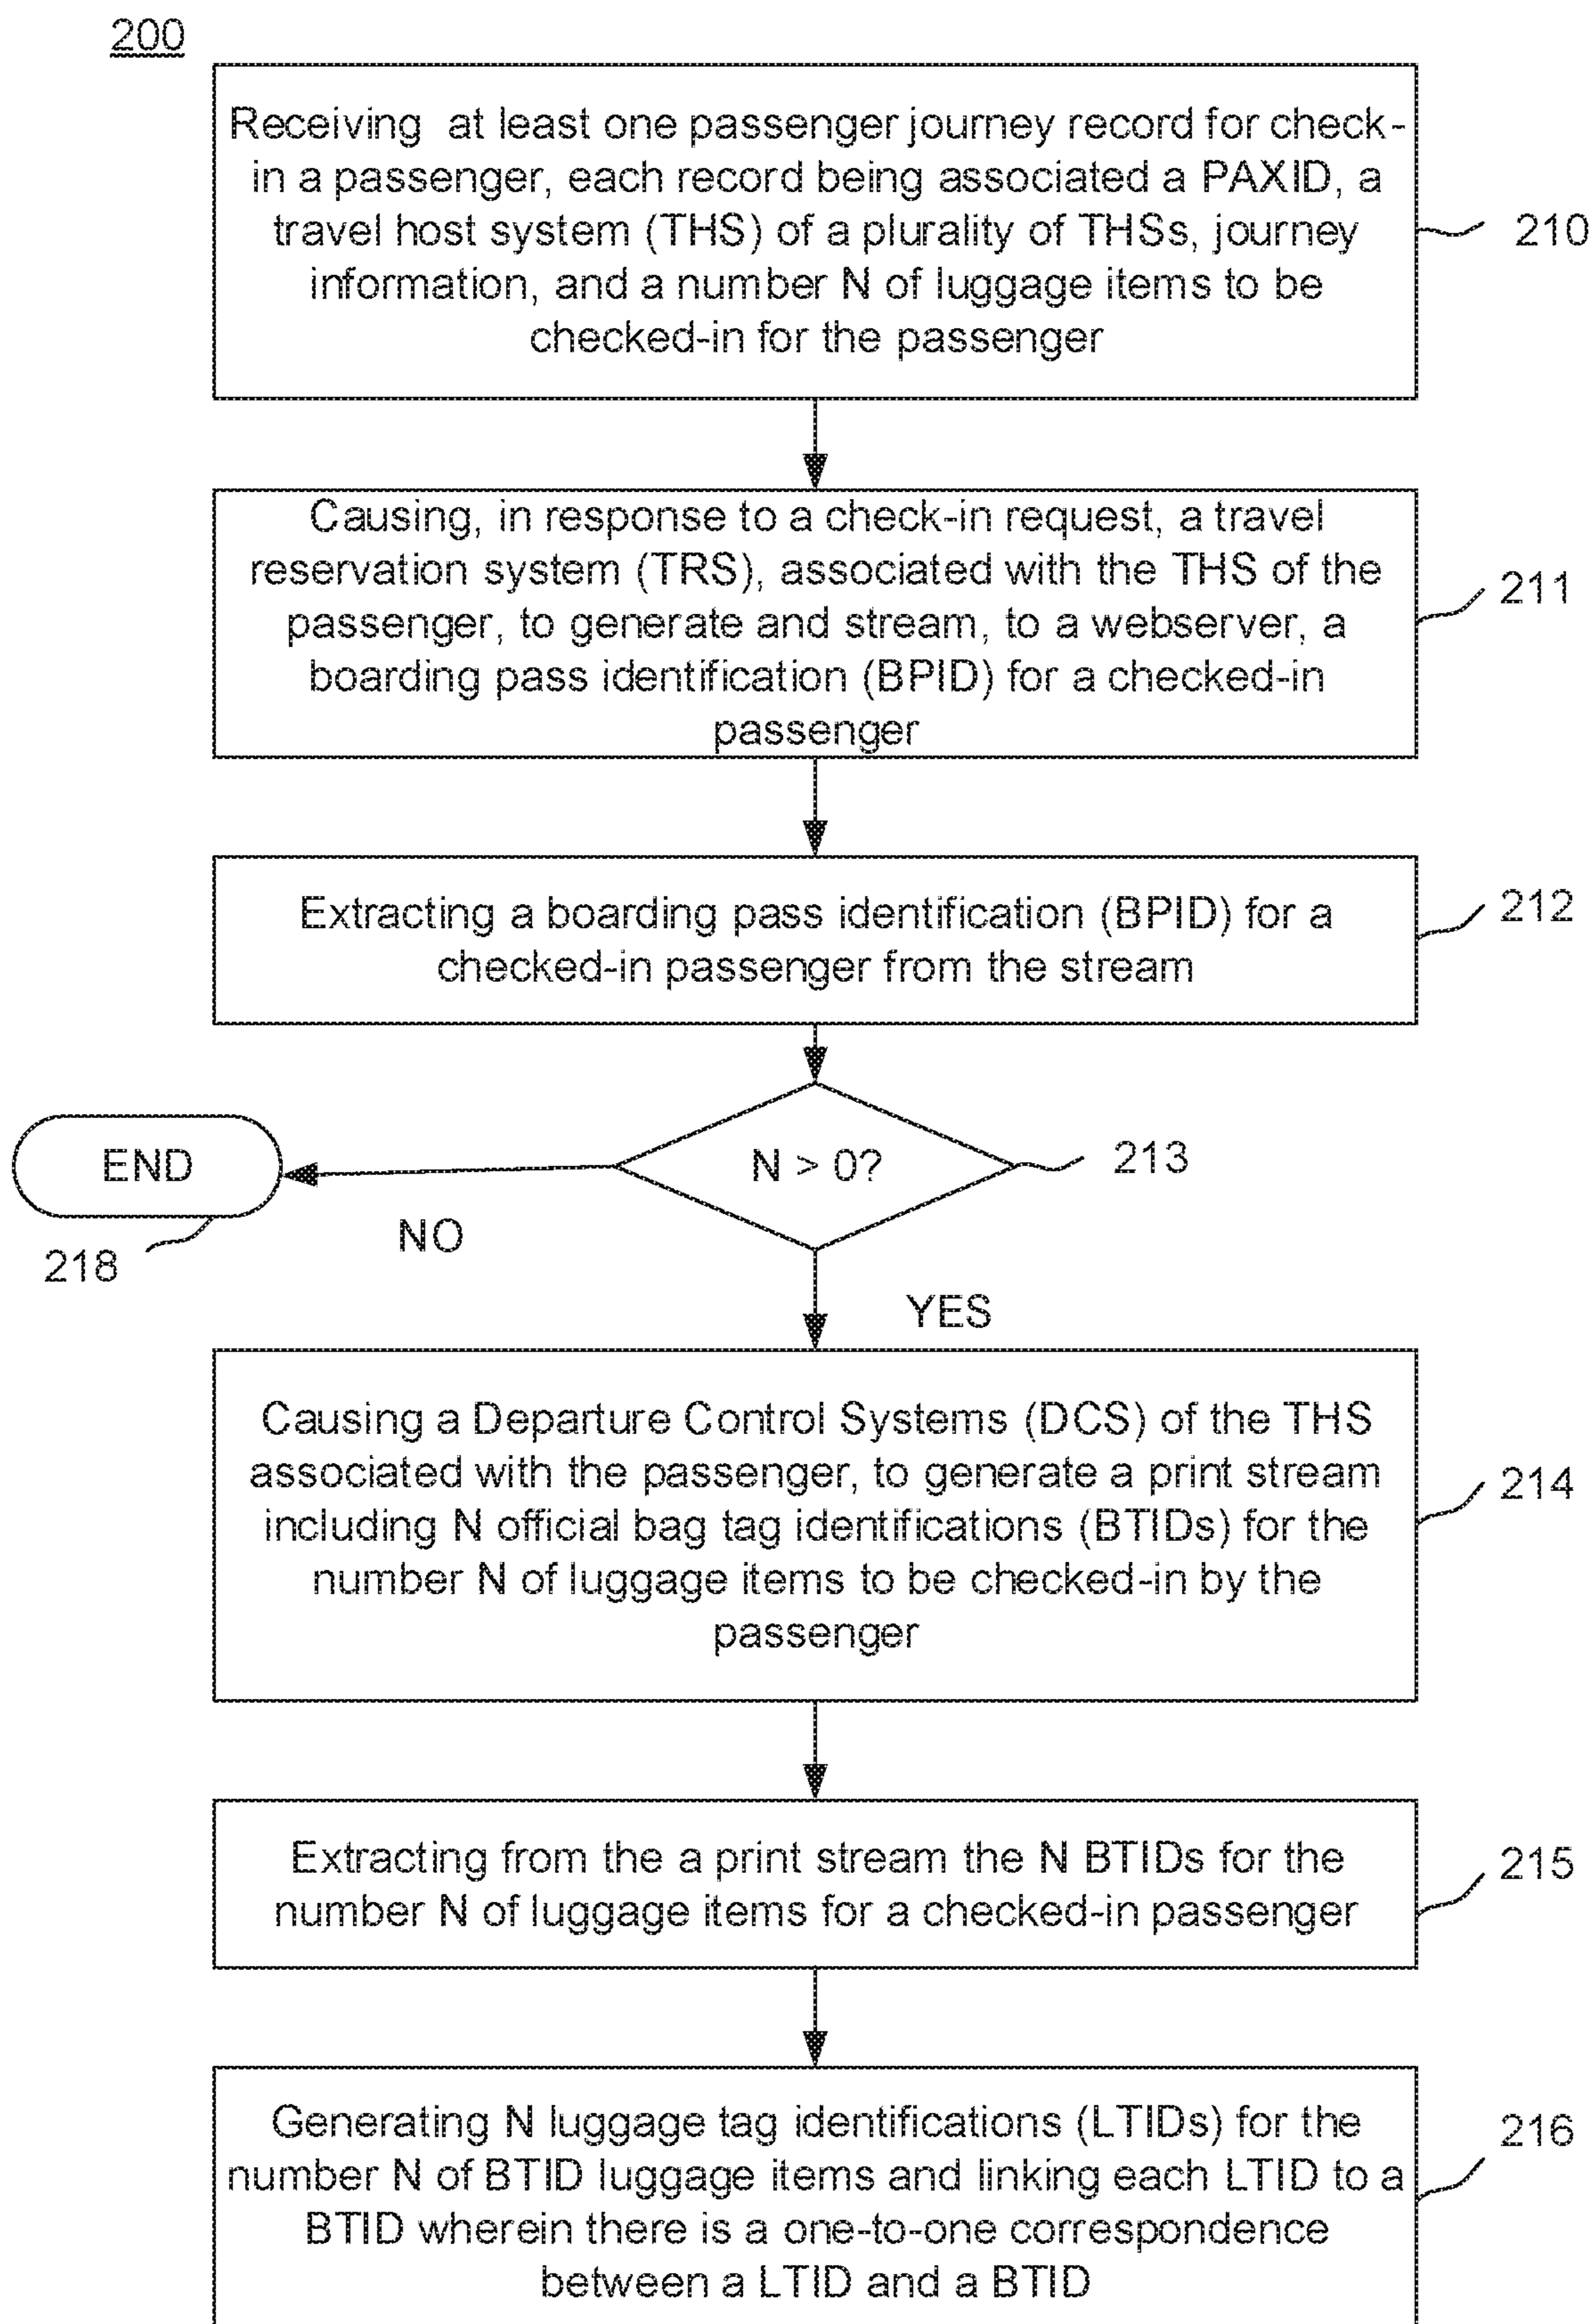 200
Receiving at least one passenger journey record for check-
in a passenger, each record being associated a PAXID, a
travel host system (THS) of a plurality of THSs, journey
information, and a number N of luggage items to be
checked-in for the passenger
210
Causing, in response to a check-in request, a travel
reservation system (TRS), associated with the THS of the
passenger, to generate and stream, to a webserver, a
boarding pass identification (BPID) for a checked-in
passenger
211
Extracting a boarding pass identification (BPID) for a
checked-in passenger from the stream
212
N > 0?
213
END
218
NO
YES
Causing a Departure Control Systems (DCS) of the THS
associated with the passenger, to generate a print stream
including N official bag tag identifications (BTIDs) for the
number N of luggage items to be checked-in by the
passenger
214
Extracting from the a print stream the N BTIDs for the
number N of luggage items for a checked-in passenger
215
Generating N luggage tag identifications (LTIDs) for the
number N of BTID luggage items and linking each LTID to a
BTID wherein there is a one-to-one correspondence
between a LTID and a BTID
216